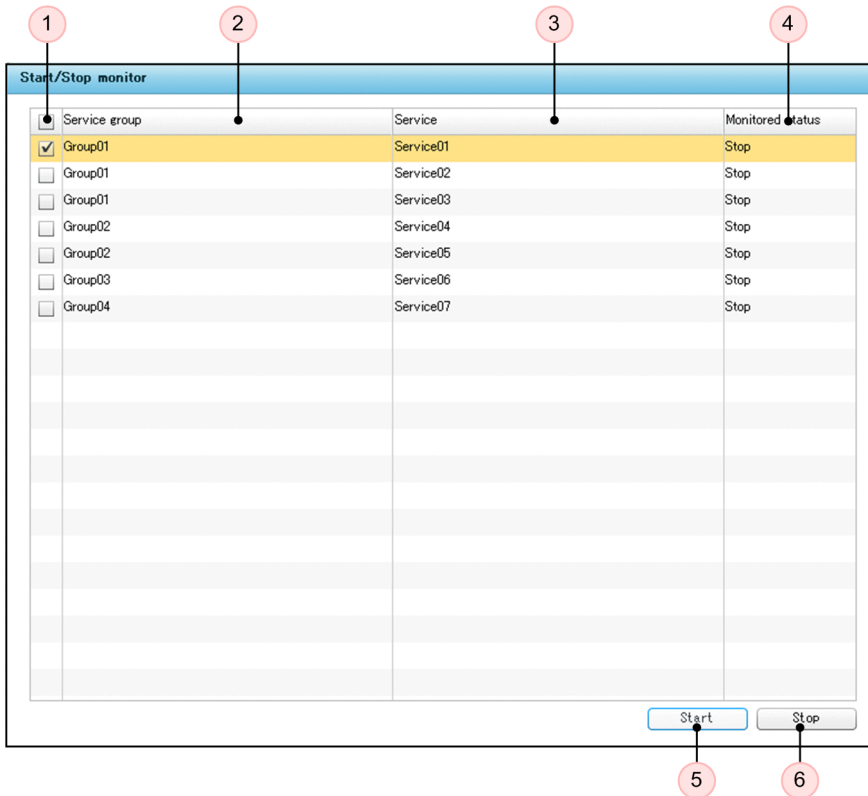 1 2 3 4
Start/Stop monitor
Service group Service Monitored status
Group01 Service01 Stop
Group01 Service02 Stop
Group01 Service03 Stop
Group02 Service04 Stop
Group02 Service05 Stop
Group03 Service06 Stop
Group04 Service07 Stop
Start Stop
5 6